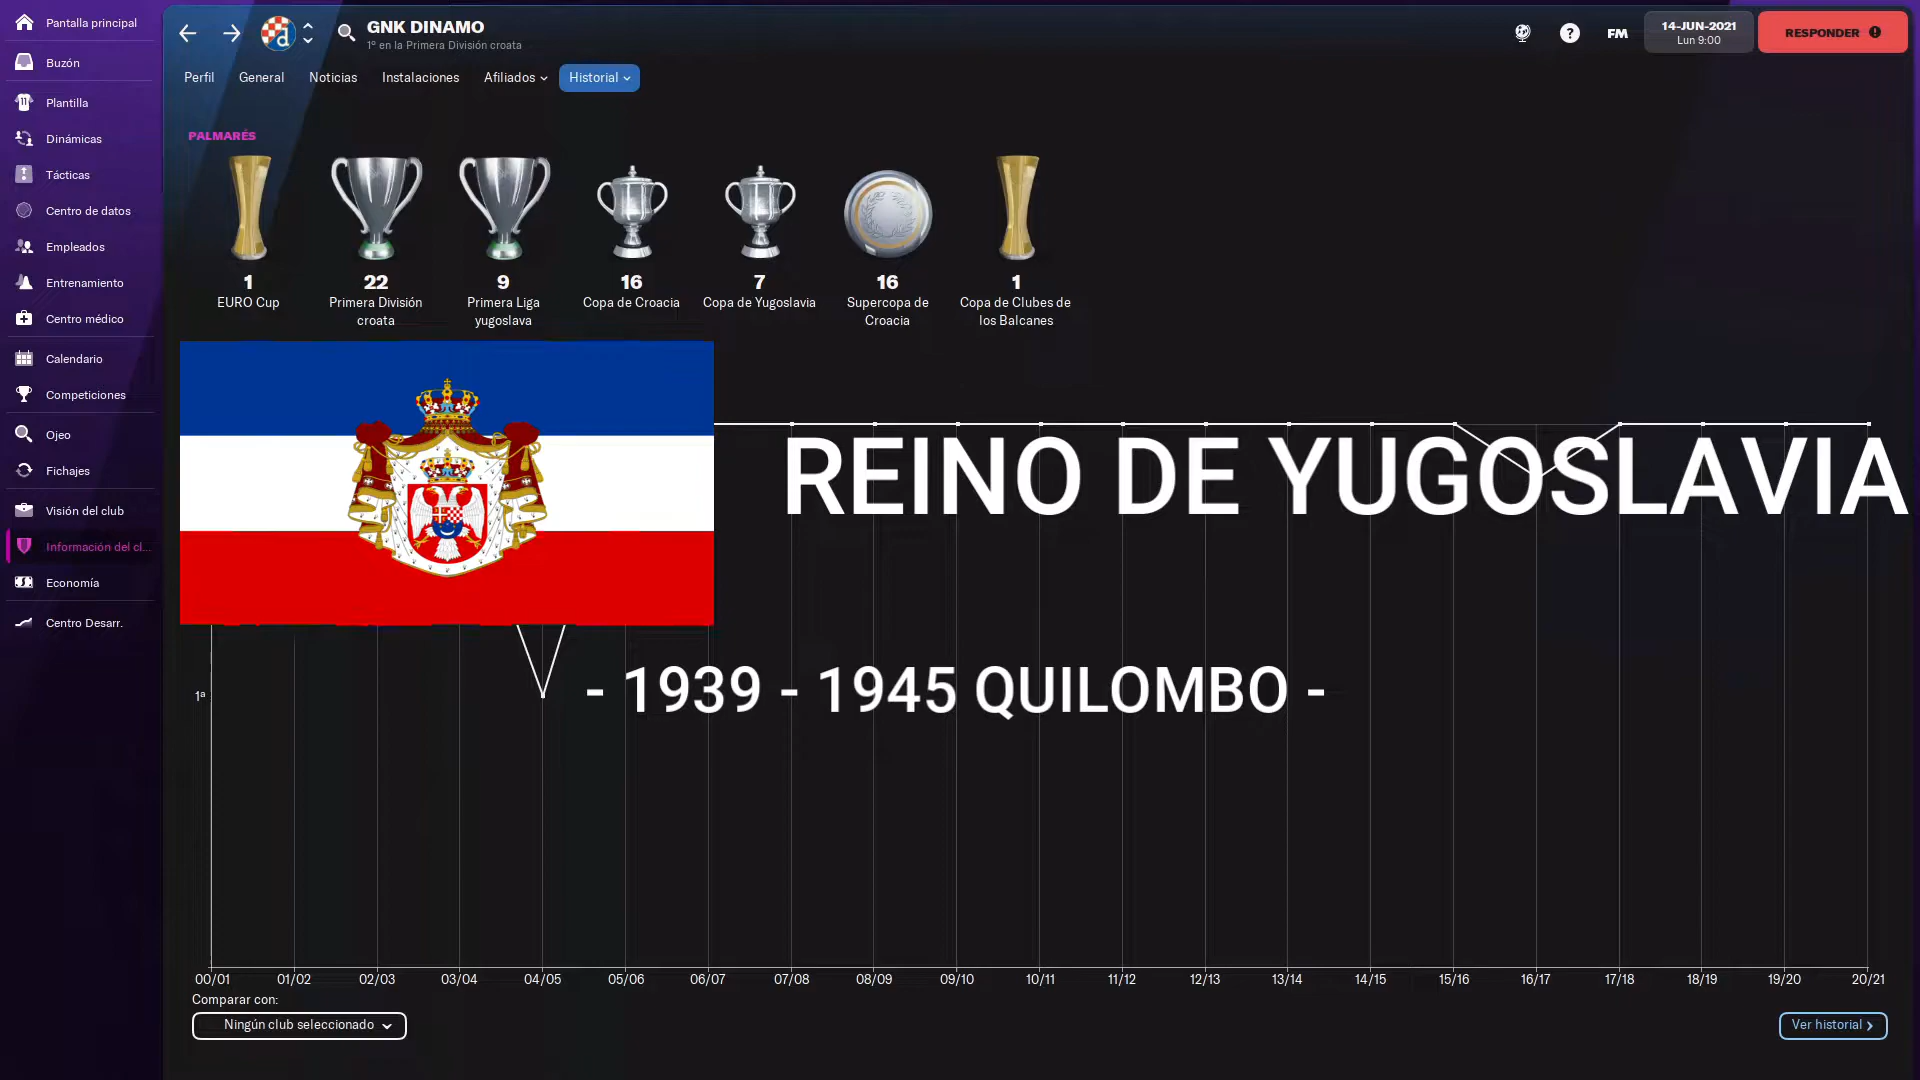 Pantalla principal
Buzón
Plantilla
Dinámicas
Tácticas
Centro de datos
Empleados
Entrenamiento
Centro médico
Calendario
Competiciones
Ojeo
Fichajes
Visión del club
Información del cl...
Economía
Centro Desarr.
GNK DINAMO
1º en la Primera División croata
FM
14-JUN-2021
Lun 9:00
RESPONDER
Perfil
General
Noticias
Instalaciones
Afiliados
Historial
PALMARÉS
1
EURO Cup
22
Primera División
croata
9
Primera Liga
yugoslava
16
Copa de Croacia
7
Copa de Yugoslavia
16
Supercopa de
Croacia
1
Copa de Clubes de
los Balcanes
REINO DE YUGOSLAVIA
- 1939 - 1945 QUILOMBO -
1ª
00/01 01/02 02/03 03/04 04/05 05/06 06/07 07/08 08/09 09/10 10/11 11/12 12/13 13/14 14/15 15/16 16/17 17/18 18/19 19/20 20/21
Comparar con:
Ningún club seleccionado
Ver historial